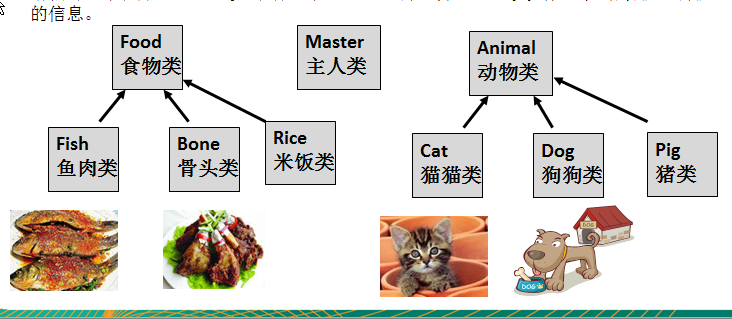 的信息。
Food
食物类
Master
主人类
Animal
动物类
Fish
鱼肉类
Bone
骨头类
Rice
米饭类
Cat
猫猫类
Dog
狗狗类
Pig
猪类
DOG
DOG